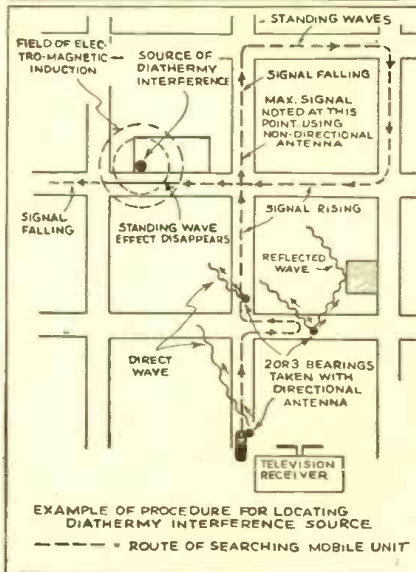 STANDING WAVES
FIELD OF ELEC-
TRO-MAGNETIC
INDUCTION
SOURCE OF
DIATHERMY
INTERFERENCE
SIGNAL FALLING
MAX. SIGNAL
NOTED AT THIS
POINT USING
NON-DIRECTIONAL
ANTENNA
SIGNAL
FALLING
STANDING WAVE
EFFECT DISAPPEARS
SIGNAL RISING
REFLECTED
WAVE
DIRECT
WAVE
2 OR 3 BEARINGS
TAKEN WITH
DIRECTIONAL
ANTENNA
TELEVISION
RECEIVER
EXAMPLE OF PROCEDURE FOR LOCATING
DIATHERMY INTERFERENCE SOURCE
= ROUTE OF SEARCHING MOBILE UNIT